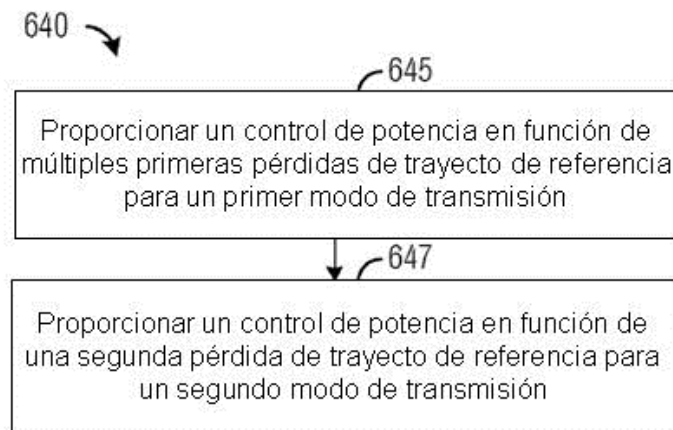 640
645
Proporcionar un control de potencia en función de
múltiples primeras pérdidas de trayecto de referencia
para un primer modo de transmisión
647
Proporcionar un control de potencia en función de
una segunda pérdida de trayecto de referencia para
un segundo modo de transmisión